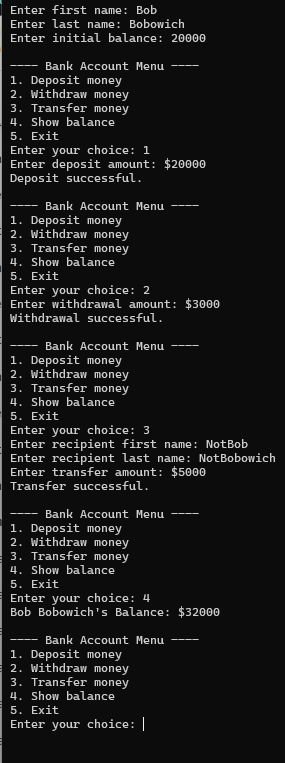 Enter first name: Bob
Enter last name: Bobowich
Enter initial balance: 20000
---- Bank Account Menu ----
1. Deposit money
2. Withdraw money
3. Transfer money
4. Show balance
5. Exit
Enter your choice: 1
Enter deposit amount: $20000
Deposit successful.
---- Bank Account Menu ----
1. Deposit money
2. Withdraw money
3. Transfer money
4. Show balance
5. Exit
Enter your choice: 2
Enter withdrawal amount: $3000
Withdrawal successful.
---- Bank Account Menu ----
1. Deposit money
2. Withdraw money
3. Transfer money
4. Show balance
5. Exit
Enter your choice: 3
Enter recipient first name: NotBob
Enter recipient last name: NotBobowich
Enter transfer amount: $5000
Transfer successful.
---- Bank Account Menu ----
1. Deposit money
2. Withdraw money
3. Transfer money
4. Show balance
5. Exit
Enter your choice: 4
Bob Bobowich's Balance: $32000
---- Bank Account Menu ----
1. Deposit money
2. Withdraw money
3. Transfer money
4. Show balance
5. Exit
Enter your choice: